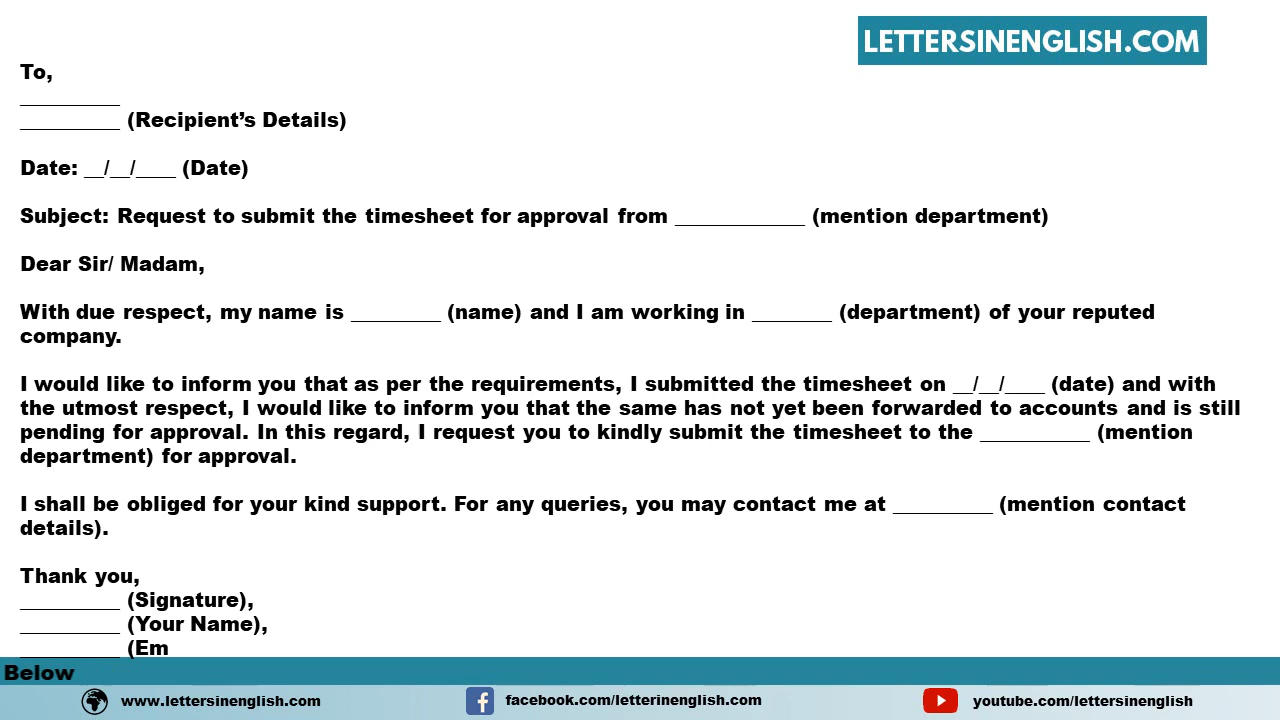 LETTERSINENGLISH.COM
To,
__________
__________ (Recipient's Details)
Date: __/__/____ (Date)
Subject: Request to submit the timesheet for approval from _____________ (mention department)
Dear Sir/ Madam,
With due respect, my name is _________ (name) and I am working in ________ (department) of your reputed
company.
I would like to inform you that as per the requirements, I submitted the timesheet on __/__/____ (date) and with
the utmost respect, I would like to inform you that the same has not yet been forwarded to accounts and is still
pending for approval. In this regard, I request you to kindly submit the timesheet to the ___________ (mention
department) for approval.
I shall be obliged for your kind support. For any queries, you may contact me at __________ (mention contact
details).
Thank you,
__________ (Signature),
__________ (Your Name),
__________ (Em
Below
www.lettersinenglish.com facebook.com/letterinenglish.com youtube.com/lettersinenglish